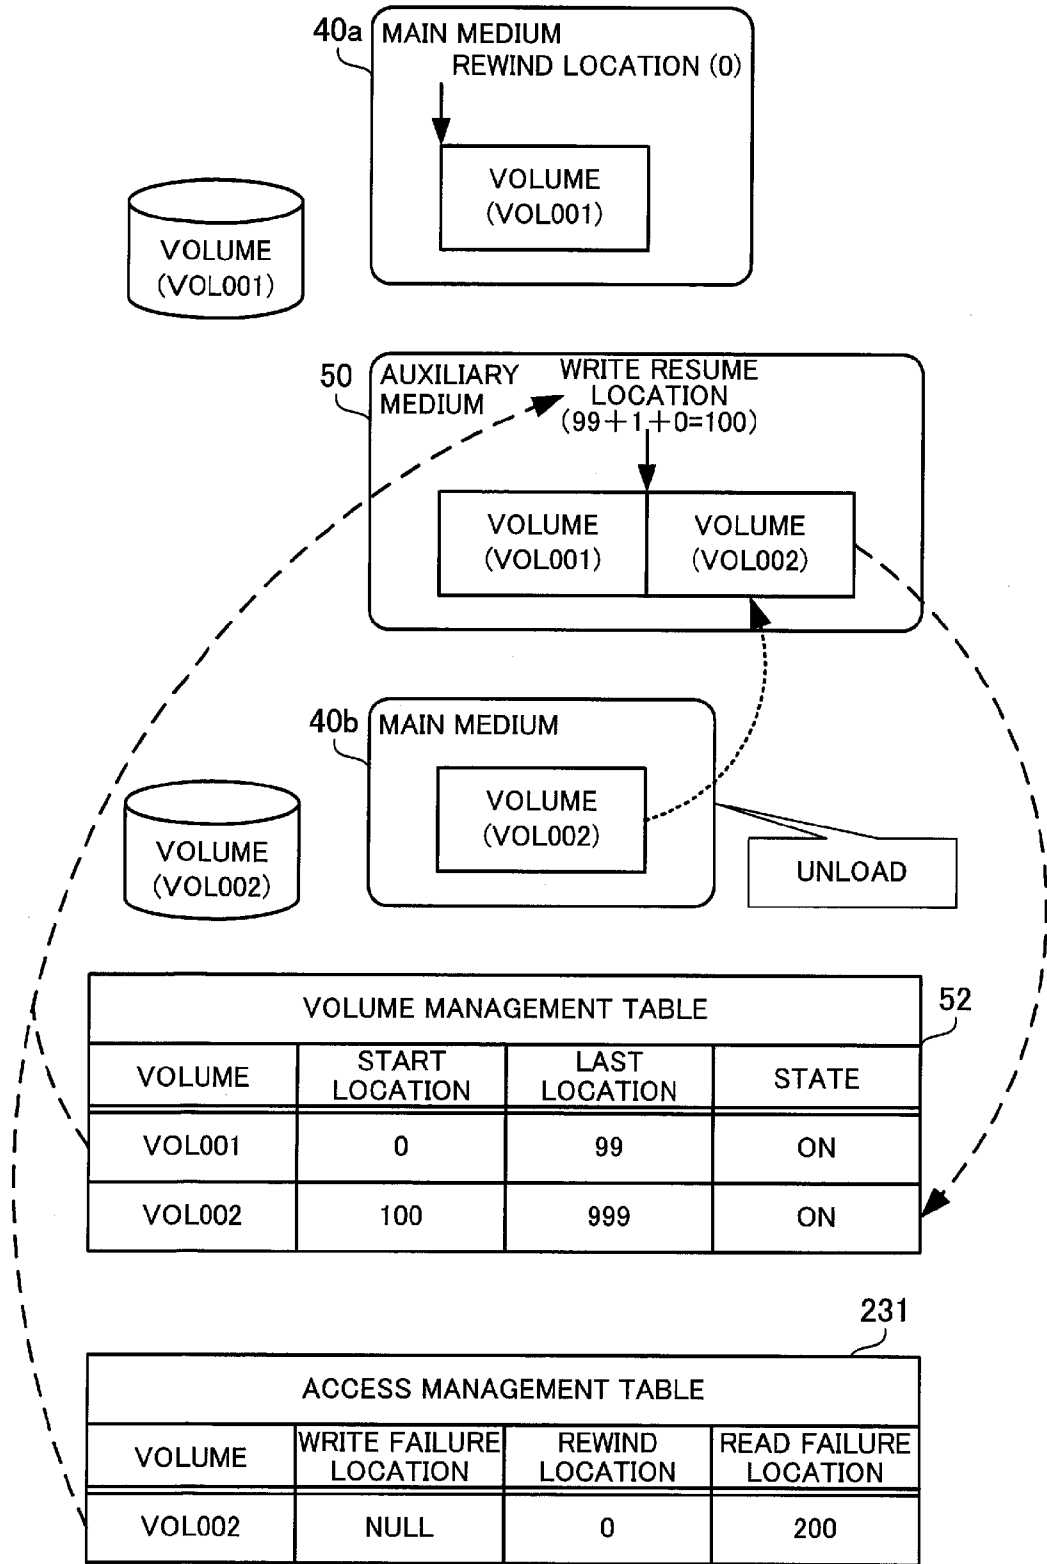 40a
MAIN MEDIUM
REWIND LOCATION (0)
VOLUME
(VOL001)
VOLUME
(VOL001)
50
AUXILIARY
MEDIUM
WRITE RESUME
LOCATION
(99+1+0=100)
VOLUME
(VOL001)
VOLUME
(VOL002)
40b
MAIN MEDIUM
VOLUME
(VOL002)
VOLUME
(VOL002)
UNLOAD
52
VOLUME MANAGEMENT TABLE
VOLUME
START
LOCATION
LAST
LOCATION
STATE
VOL001 0 99 ON
VOL002 100 999 ON
231
ACCESS MANAGEMENT TABLE
VOLUME
WRITE FAILURE
LOCATION
REWIND
LOCATION
READ FAILURE
LOCATION
VOL002 NULL 0 200